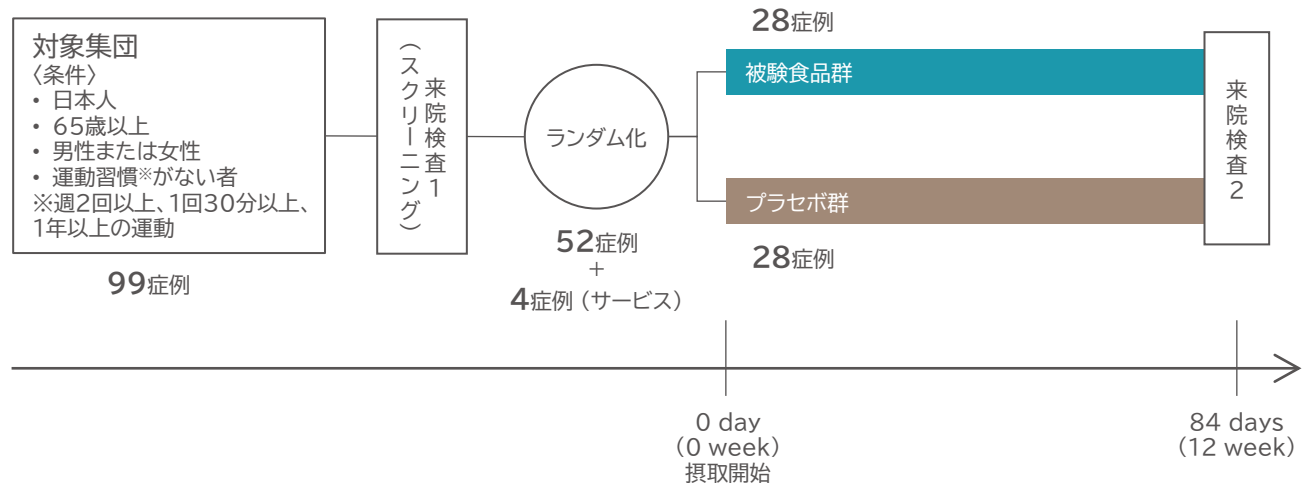 対象集団
〈条件〉
• 日本人
• 65歳以上
• 男性または女性
• 運動習慣※がない者
※週2回以上、1回30分以上、
1年以上の運動
99症例
来院検査1
(スクリーニング)
ランダム化
52症例
+
4症例(サービス)
28症例
被験食品群
プラセボ群
28症例
来院検査2
0 day
(0 week)
摂取開始
84 days
(12 week)